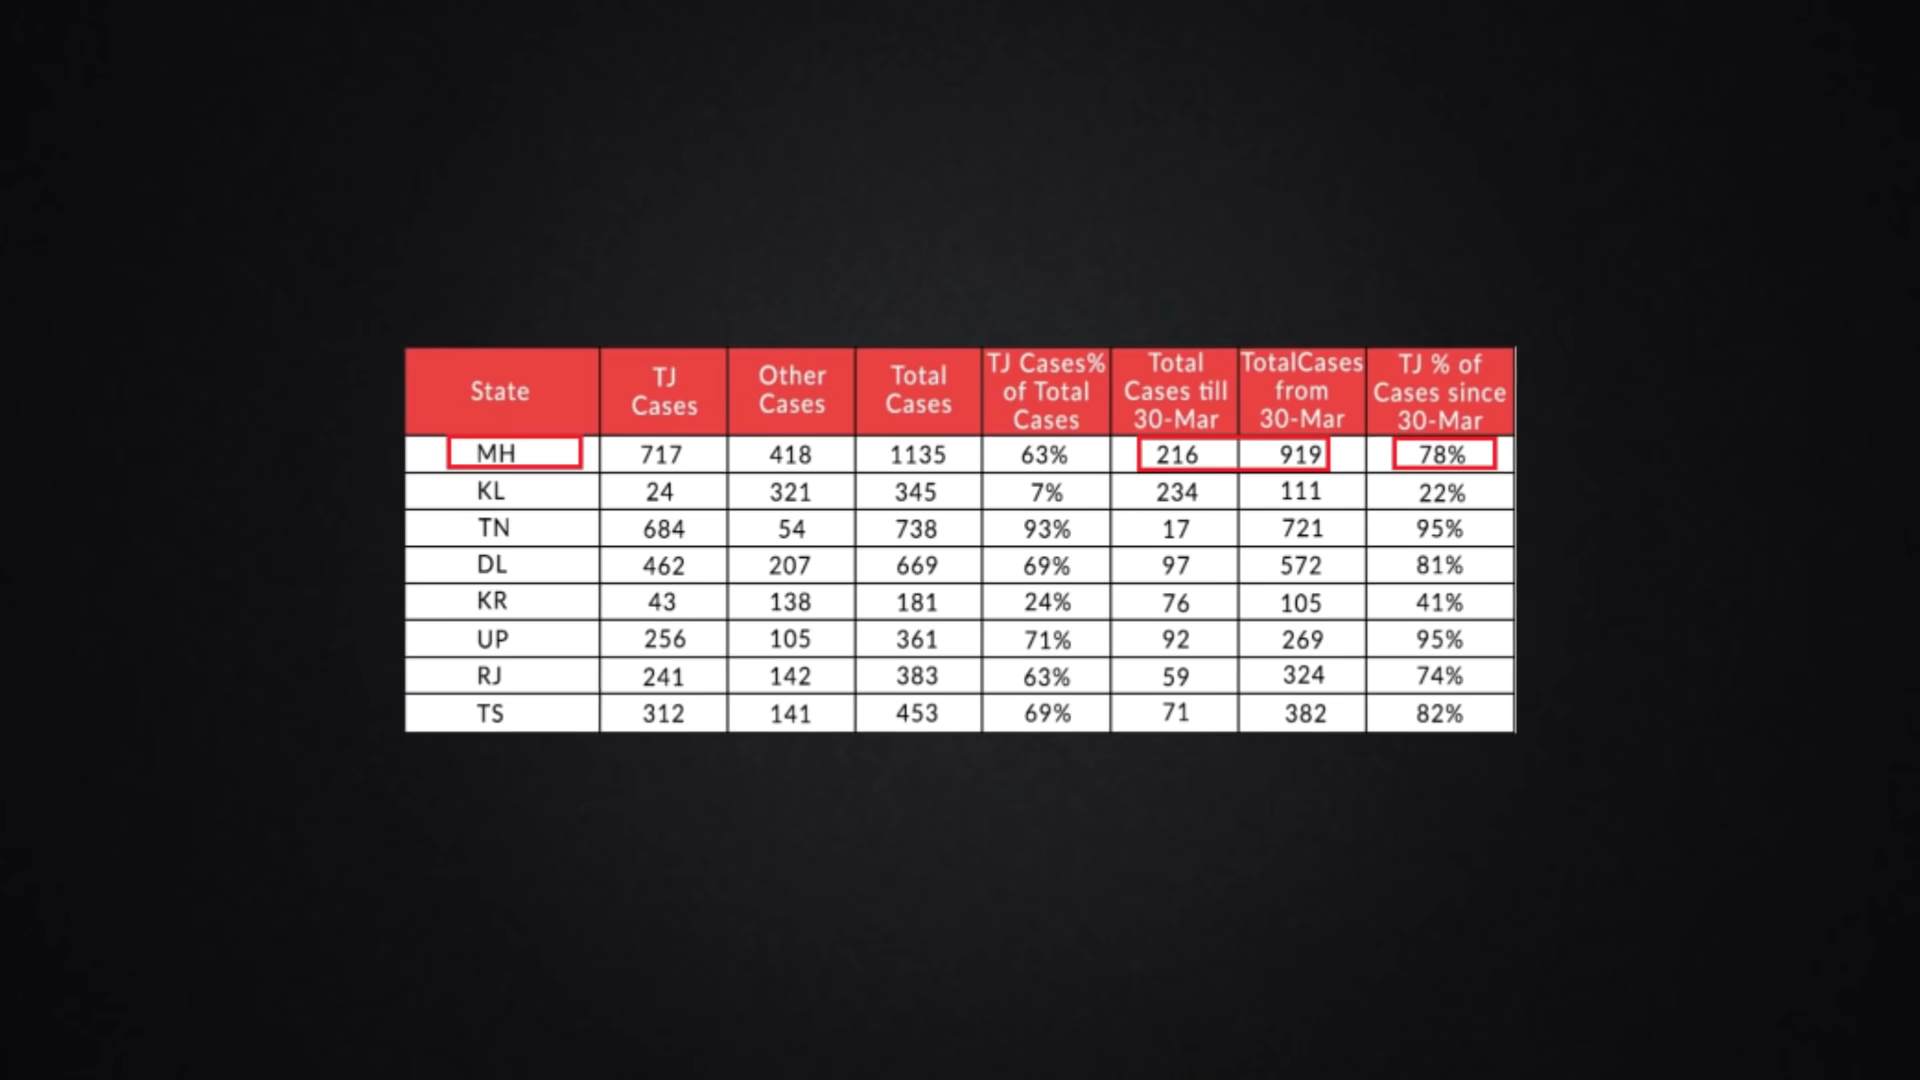 State TJ Cases Other Cases Total Cases TJ Cases% of Total Cases Total Cases till 30-Mar TotalCases from 30-Mar TJ % of Cases since 30-Mar
MH 717 418 1135 63% 216 919 78%
KL 24 321 345 7% 234 111 22%
TN 684 54 738 93% 17 721 95%
DL 462 207 669 69% 97 572 81%
KR 43 138 181 24% 76 105 41%
UP 256 105 361 71% 92 269 95%
RJ 241 142 383 63% 59 324 74%
TS 312 141 453 69% 71 382 82%